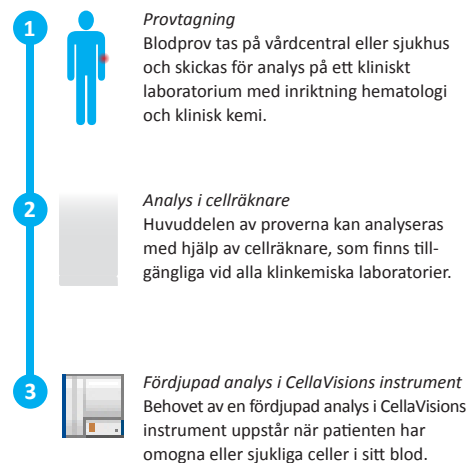 1
Provtagning
Blodprov tas på vårdcentral eller sjukhus
och skickas för analys på ett kliniskt
laboratorium med inriktning hematologi
och klinisk kemi.
2
Analys i cellräknare
Huvuddelen av proverna kan analyseras
med hjälp av cellräknare, som finns till-
gängliga vid alla klinkemiska laboratorier.
3
Fördjupad analys i CellaVisions instrument
Behovet av en fördjupad analys i CellaVisions
instrument uppstår när patienten har
omogna eller sjukliga celler i sitt blod.